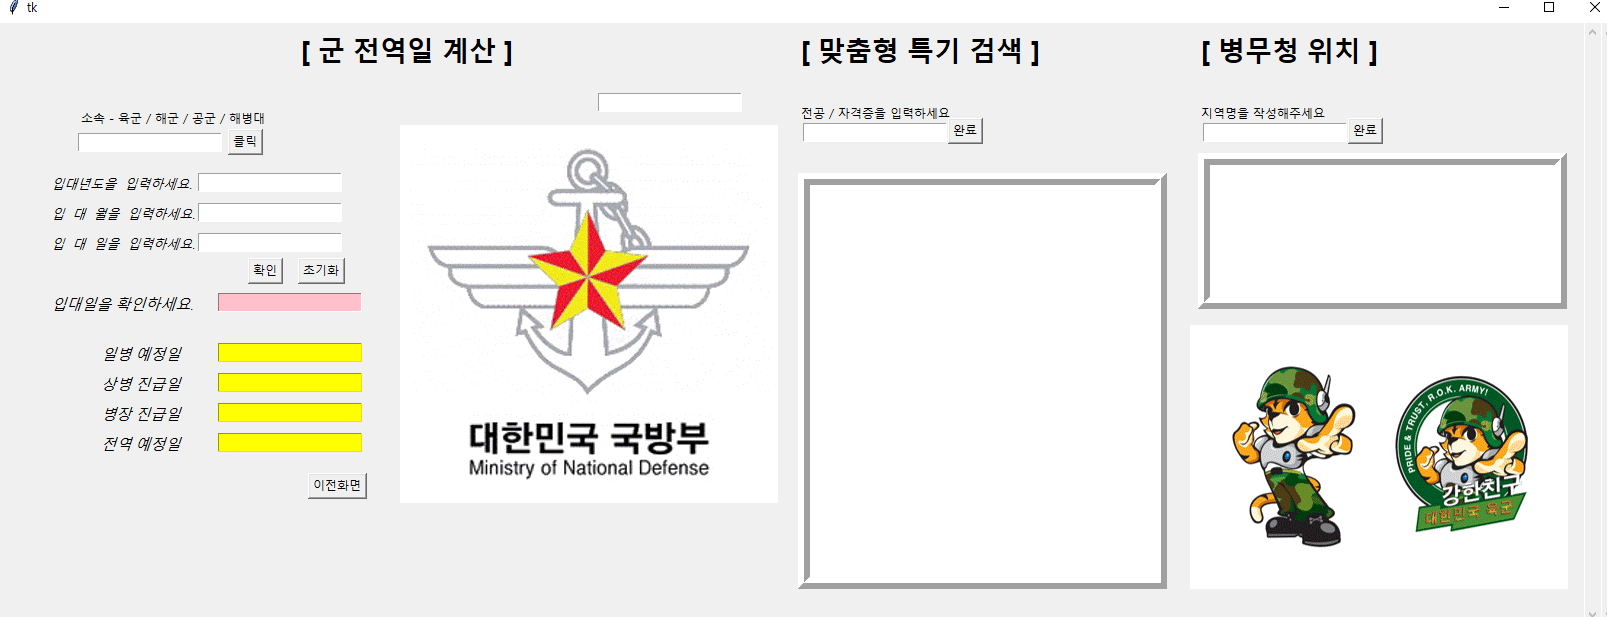 tk
[ 군 전역일 계산 ]
소속 - 육군 / 해군 / 공군 / 해병대
클릭
입대년도을 입력하세요.
입 대 월을 입력하세요.
입 대 일을 입력하세요.
확인 초기화
입대일을 확인하세요.
일병 예정일
상병 진급일
병장 진급일
전역 예정일
이전화면
대한민국 국방부
Ministry of National Defense
[ 맞춤형 특기 검색 ]
전공 / 자격증을 입력하세요
완료
[ 병무청 위치 ]
지역명을 작성해주세요
완료
PRIDE & TRUST, R.O.K. ARMY!
강한친구
대한민국 육군